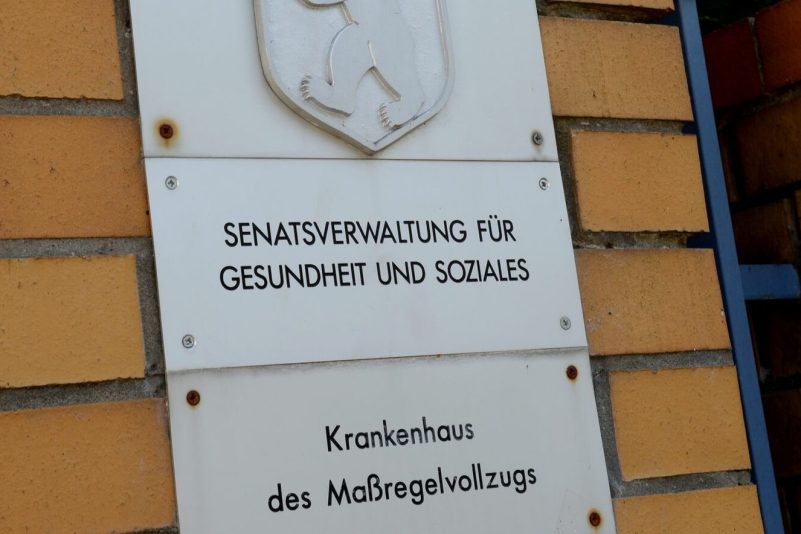 SENATSVERWALTUNG FÜR
GESUNDHEIT UND SOZIALES
Krankenhaus
des Maßregelvollzugs